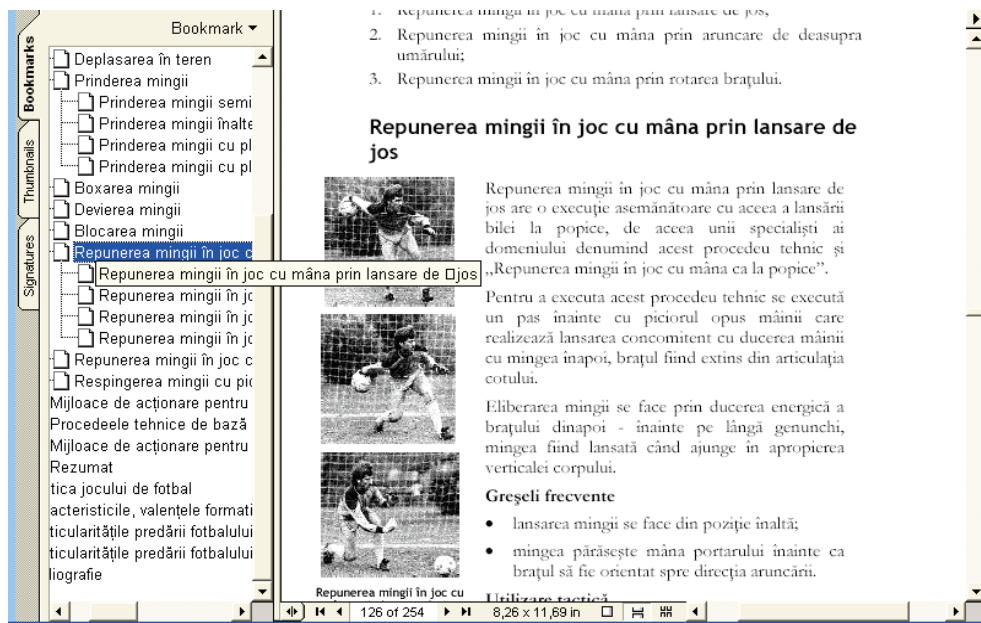 Bookmark
Bookmarks
Thumbnails
Signatures
Deplasarea în teren
Prinderea mingii
Prinderea mingii semi
Prinderea mingii înalte
Prinderea mingii cu pl
Prinderea mingii cu pl
Boxarea mingii
Devierea mingii
Blocarea mingii
Repunerea mingii în joc c
Repunerea mingii în joc cu mâna prin lansare de jos
Repunerea mingii în jo
Repunerea mingii în jo
Repunerea mingii în jo
Repunerea mingii în joc c
Respingerea mingii cu pic
Mijloace de acționare pentru
Procedeele tehnice de bază
Mijloace de acționare pentru
Rezumat
tica jocului de fotbal
acteristicile, valențele formati
ticularitățile predării fotbalului
ticularitățile predării fotbalului
liografie
1. Repunerea mingii în joc cu mâna prin lansare de jos;
2. Repunerea mingii în joc cu mâna prin aruncare de deasupra
umărului;
3. Repunerea mingii în joc cu mâna prin rotarea brațului.
Repunerea mingii în joc cu mâna prin lansare de
jos
Repunerea mingii în joc cu mâna prin lansare de
jos are o execuție asemănătoare cu aceea a lansării
bilei la popice, de aceea unii specialiști ai
domeniului denumind acest procedeu tehnic și
„Repunerea mingii în joc cu mâna ca la popice”.
Pentru a executa acest procedeu tehnic se execută
un pas înainte cu piciorul opus mâinii care
realizează lansarea concomitent cu ducerea mâinii
cu mingea înapoi, brațul fiind extins din articulația
cotului.
Eliberarea mingii se face prin ducerea energică a
brațului dinapoi - înainte pe lângă genunchi,
mingea fiind lansată când ajunge în apropierea
verticalei corpului.
Greșeli frecvente
• lansarea mingii se face din poziție înaltă;
• mingea părăsește mâna portarului înainte ca
brațul să fie orientat spre direcția aruncării.
Utilizare tactică
Repunerea mingii în joc cu
126 of 254
8,26 x 11,69 in